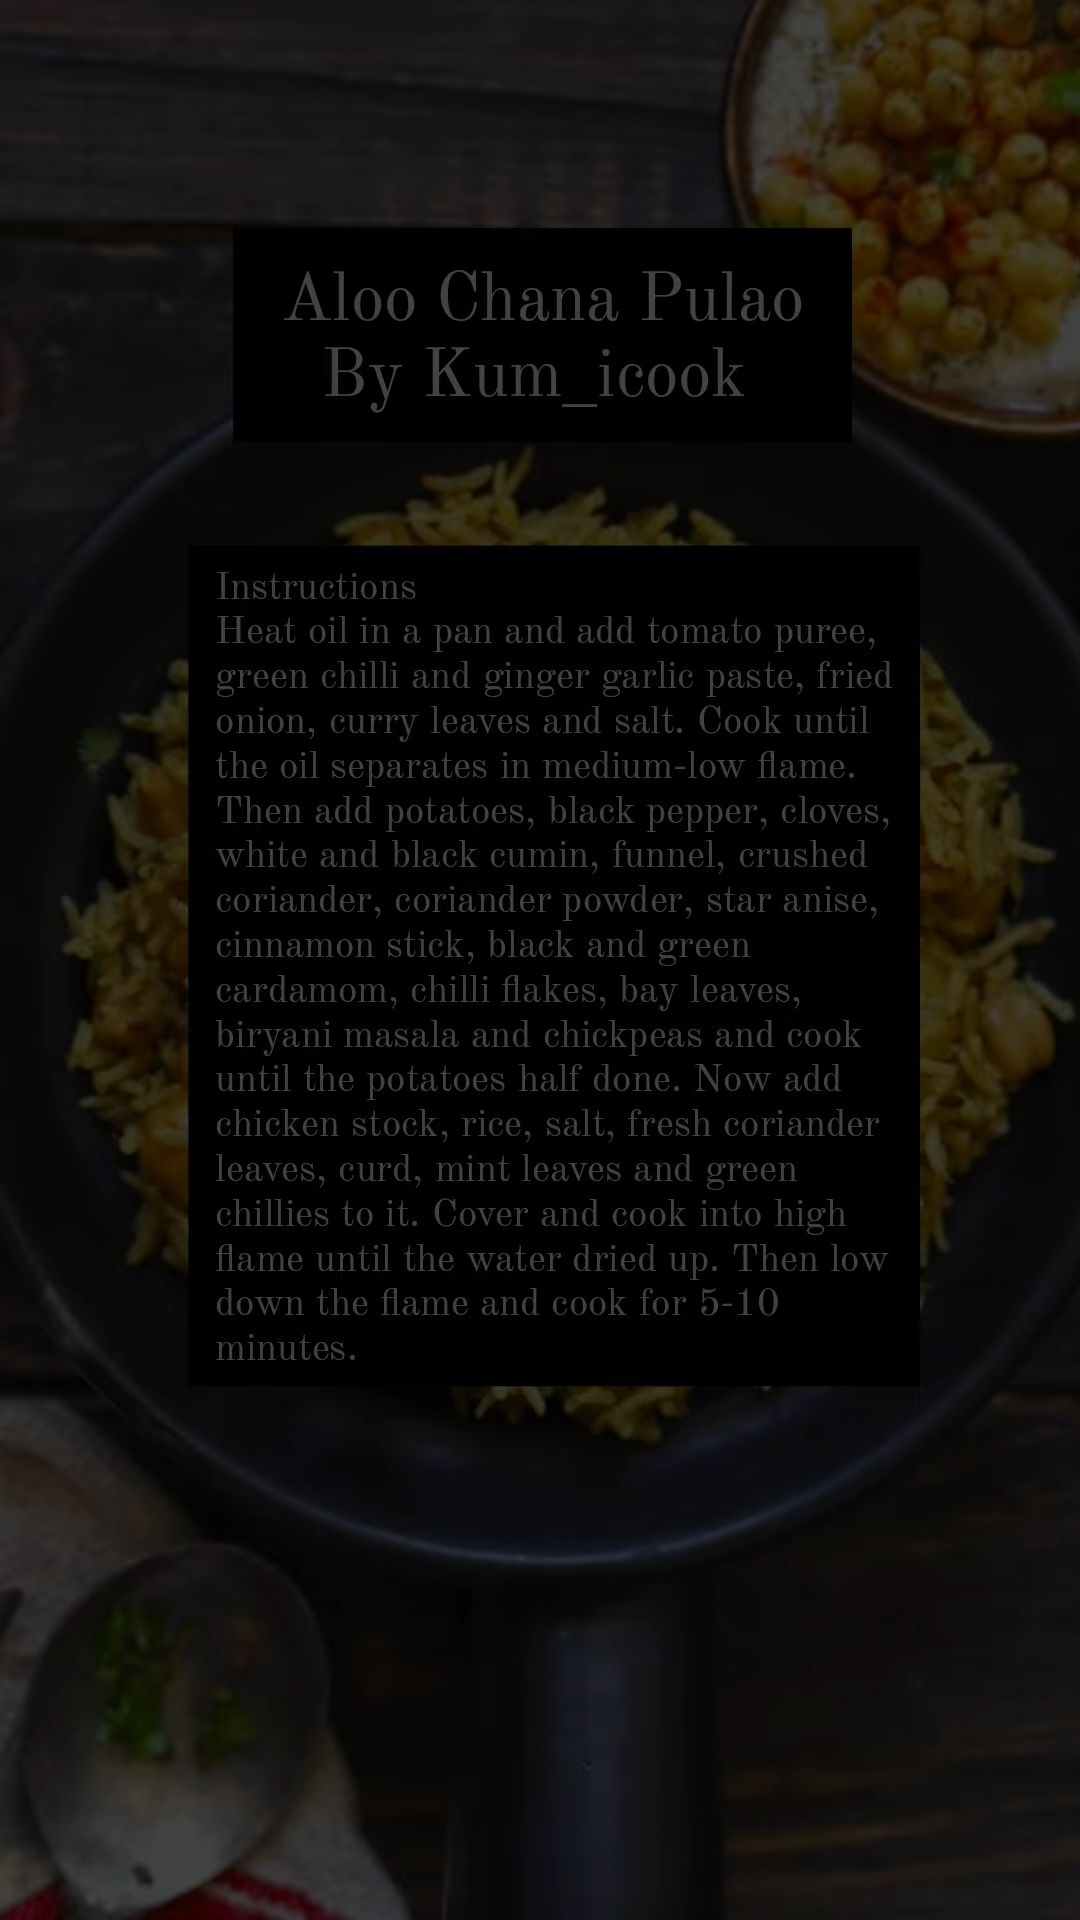 Aloo Chana Pulao
By Kum_icook
Instructions
Heat oil in a pan and add tomato puree,
green chilli and ginger garlic paste, fried
onion, curry leaves and salt. Cook until
the oil separates in medium-low flame.
Then add potatoes, black pepper, cloves,
white and black cumin, funnel, crushed
coriander, coriander powder, star anise,
cinnamon stick, black and green
cardamom, chilli flakes, bay leaves,
biryani masala and chickpeas and cook
until the potatoes half done. Now add
chicken stock, rice, salt, fresh coriander
leaves, curd, mint leaves and green
chillies to it. Cover and cook into high
flame until the water dried up. Then low
down the flame and cook for 5-10
minutes.